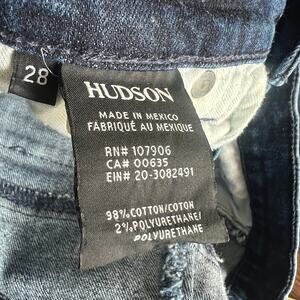 28
HUDSON
MADE IN MEXICO
FABRIQUÉ AU MEXIQUE
RN# 107906
CA# 00635
EIN# 20-3082491
98% COTTON/COTON
2% POLYURETHANE/
POLYURETHANE